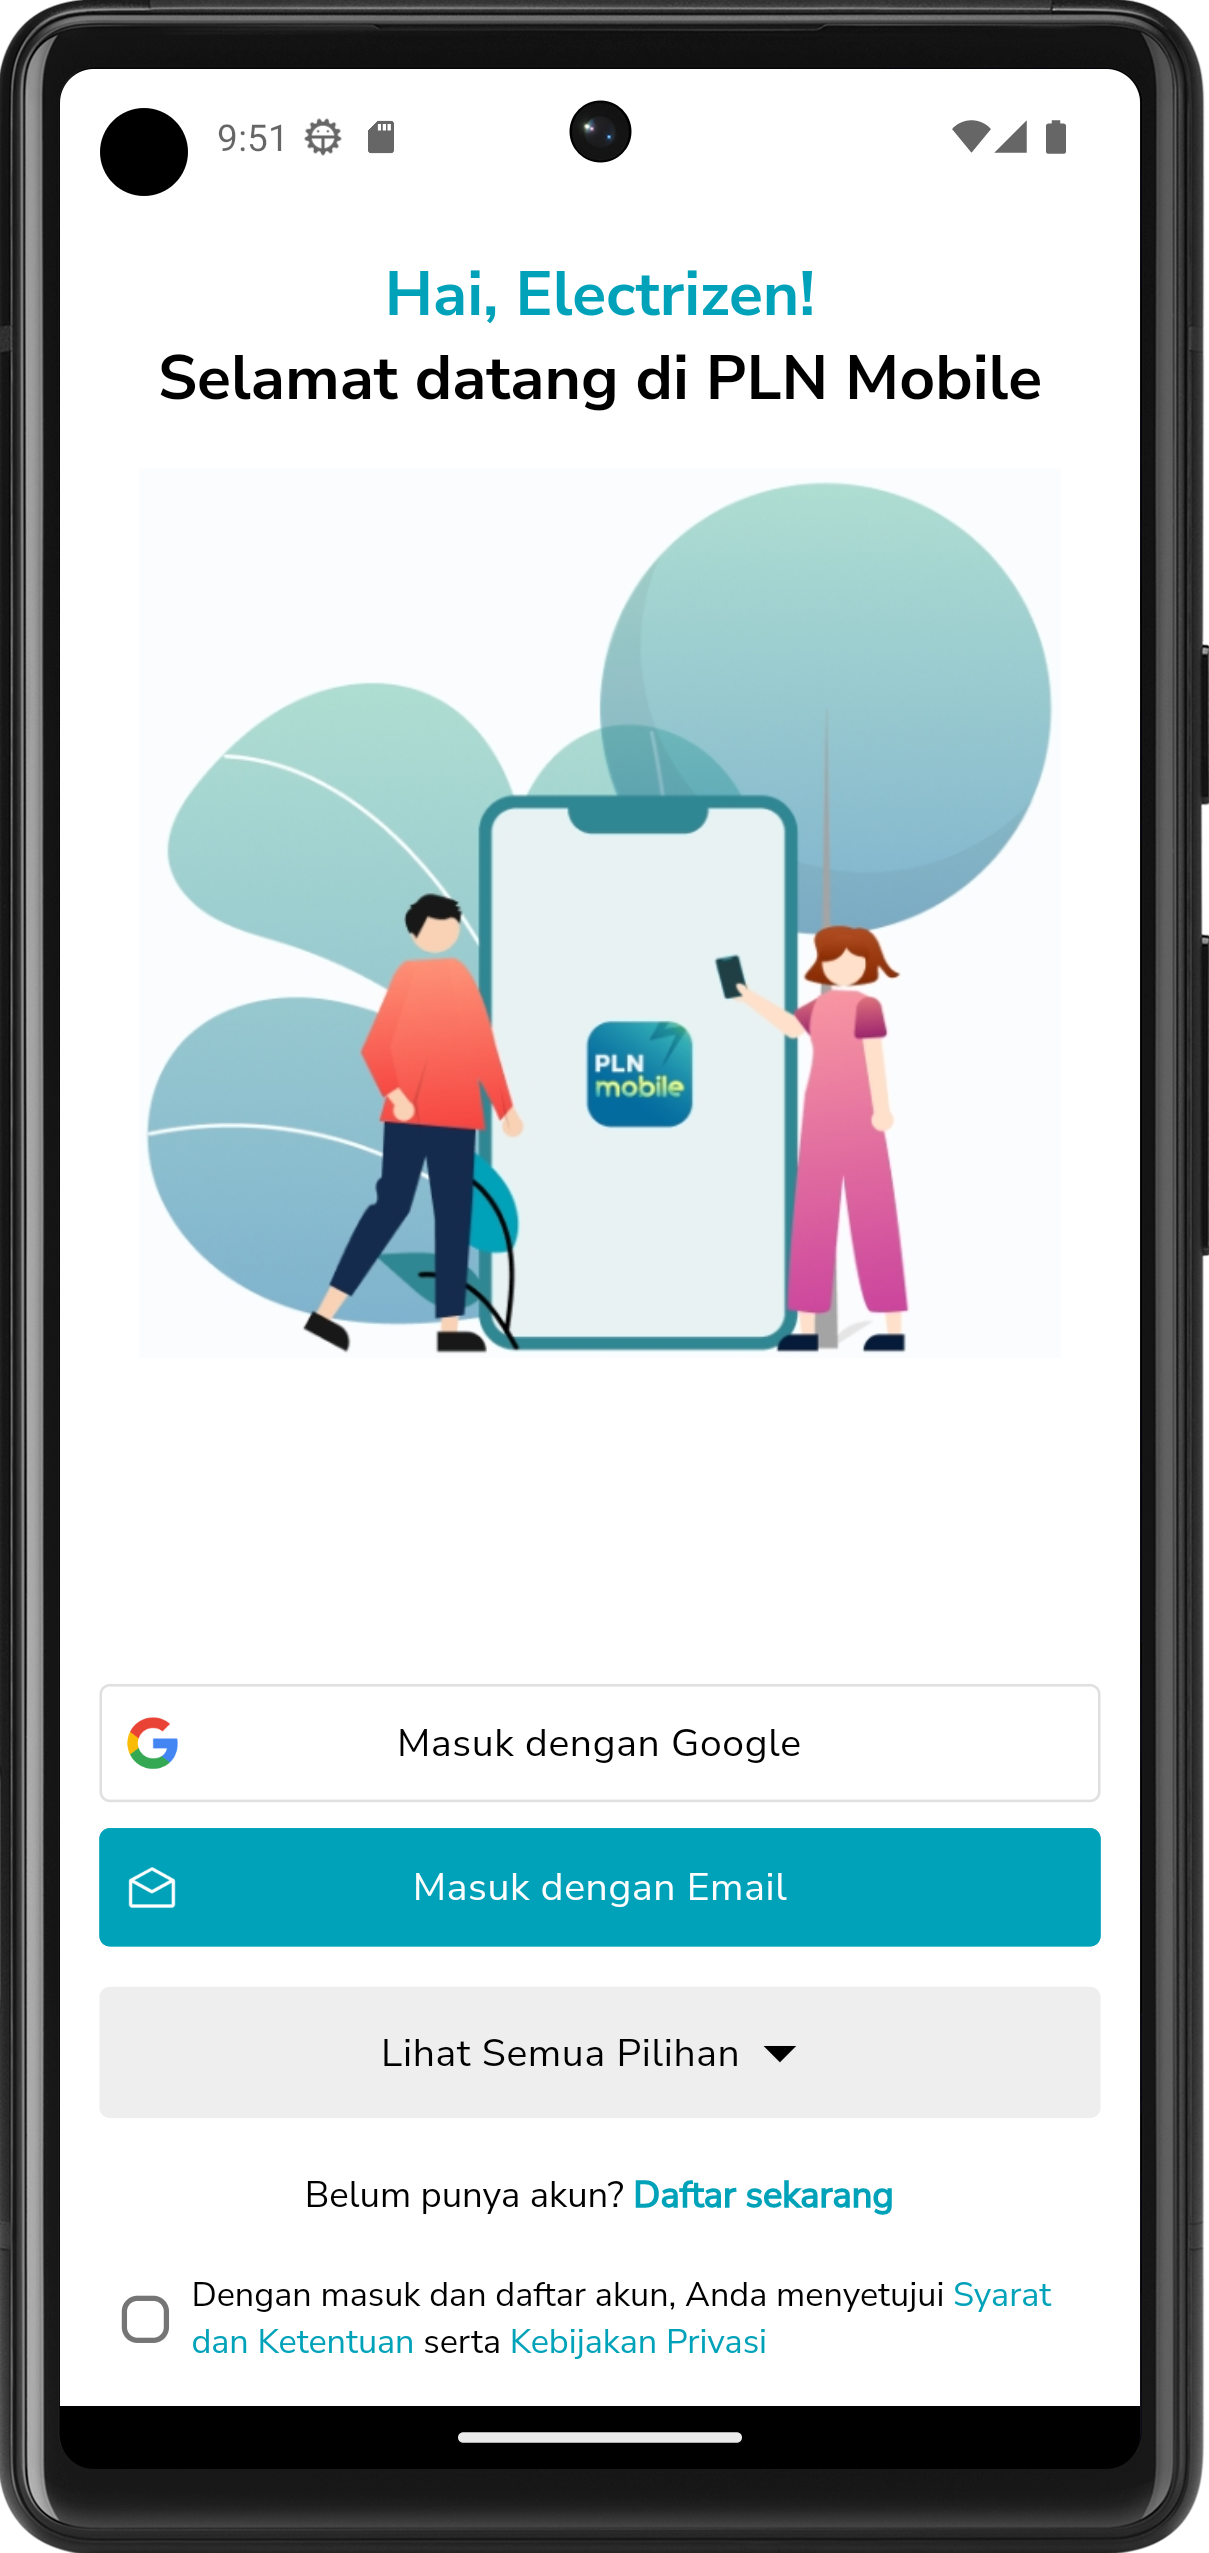 9:51
Hai, Electrizen!
Selamat datang di PLN Mobile
PLN
mobile
Masuk dengan Google
Masuk dengan Email
Lihat Semua Pilihan
Belum punya akun? Daftar sekarang
Dengan masuk dan daftar akun, Anda menyetujui Syarat
dan Ketentuan serta Kebijakan Privasi